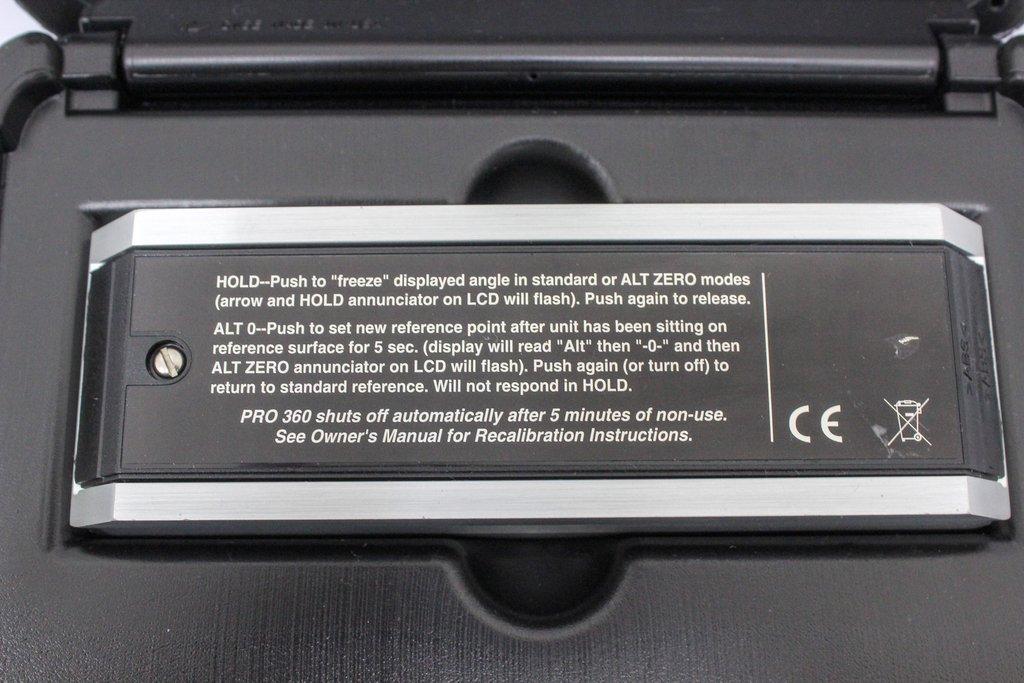 HOLD--Push to "freeze" displayed angle in standard or ALT ZERO modes
(arrow and HOLD annunciator on LCD will flash). Push again to release.
ALT 0--Push to set new reference point after unit has been sitting on
reference surface for 5 sec. (display will read "Alt" then "-0-" and then
ALT ZERO annunciator on LCD will flash). Push again (or turn off) to
return to standard reference. Will not respond in HOLD.
PRO 360 shuts off automatically after 5 minutes of non-use.
See Owner's Manual for Recalibration Instructions.
CE